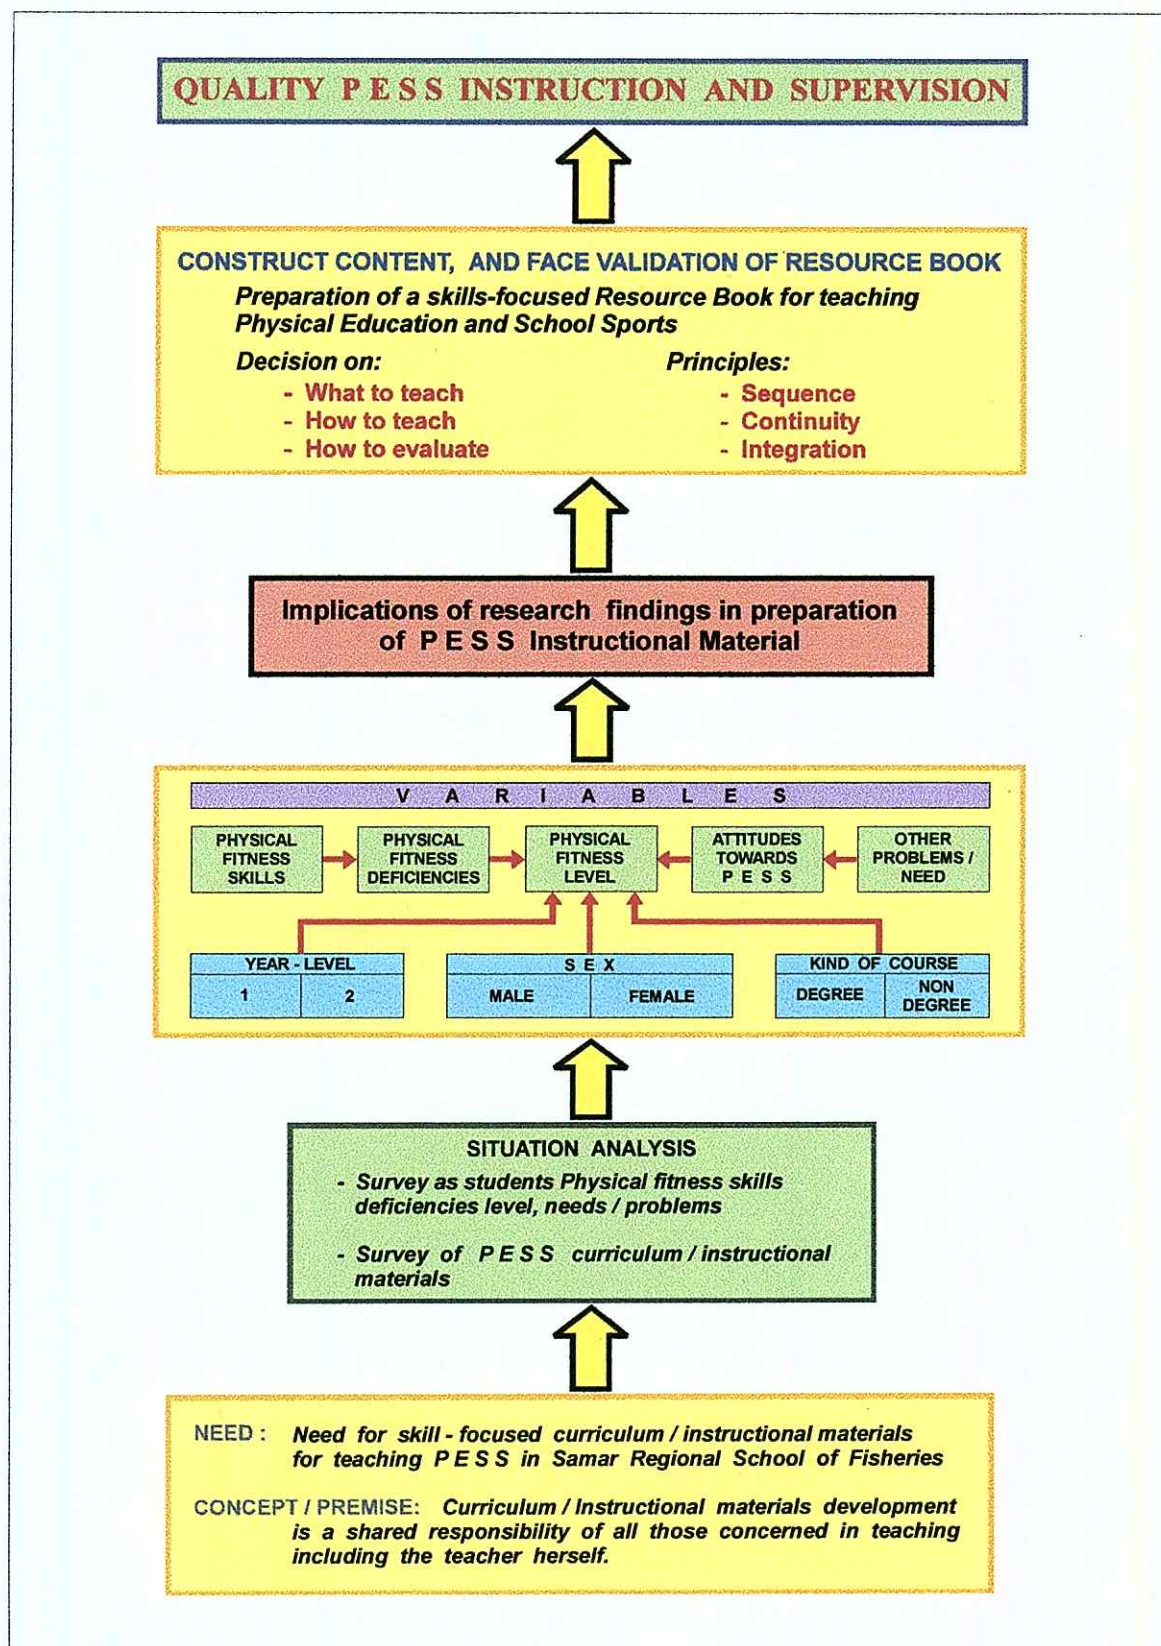 QUALITY P E S S INSTRUCTION AND SUPERVISION
CONSTRUCT CONTENT, AND FACE VALIDATION OF RESOURCE BOOK
Preparation of a skills-focused Resource Book for teaching
Physical Education and School Sports
Decision on:
- What to teach
- How to teach
- How to evaluate
Principles:
- Sequence
- Continuity
- Integration
Implications of research findings in preparation
of P E S S Instructional Material
V A R I A B L E S
PHYSICAL
FITNESS
SKILLS
PHYSICAL
FITNESS
DEFICIENCIES
PHYSICAL
FITNESS
LEVEL
ATTITUDES
TOWARDS
P E S S
OTHER
PROBLEMS /
NEED
YEAR - LEVEL
1
2
S E X
MALE
FEMALE
KIND OF COURSE
DEGREE
NON
DEGREE
SITUATION ANALYSIS
- Survey as students Physical fitness skills
deficiencies level, needs / problems
- Survey of P E S S curriculum / instructional
materials
NEED : Need for skill - focused curriculum / instructional materials
for teaching P E S S in Samar Regional School of Fisheries
CONCEPT / PREMISE: Curriculum / Instructional materials development
is a shared responsibility of all those concerned in teaching
including the teacher herself.